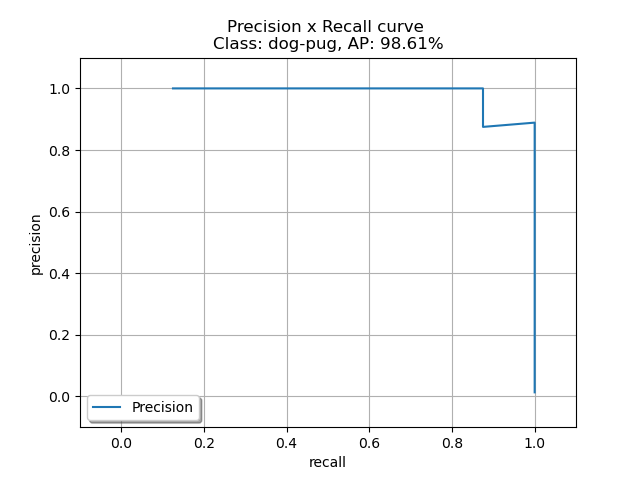 Precision x Recall curve
Class: dog-pug, AP: 98.61%
1.0
0.8
0.6
0.4
0.2
0.0
precision
Precision
0.0 0.2 0.4 0.6 0.8 1.0
recall